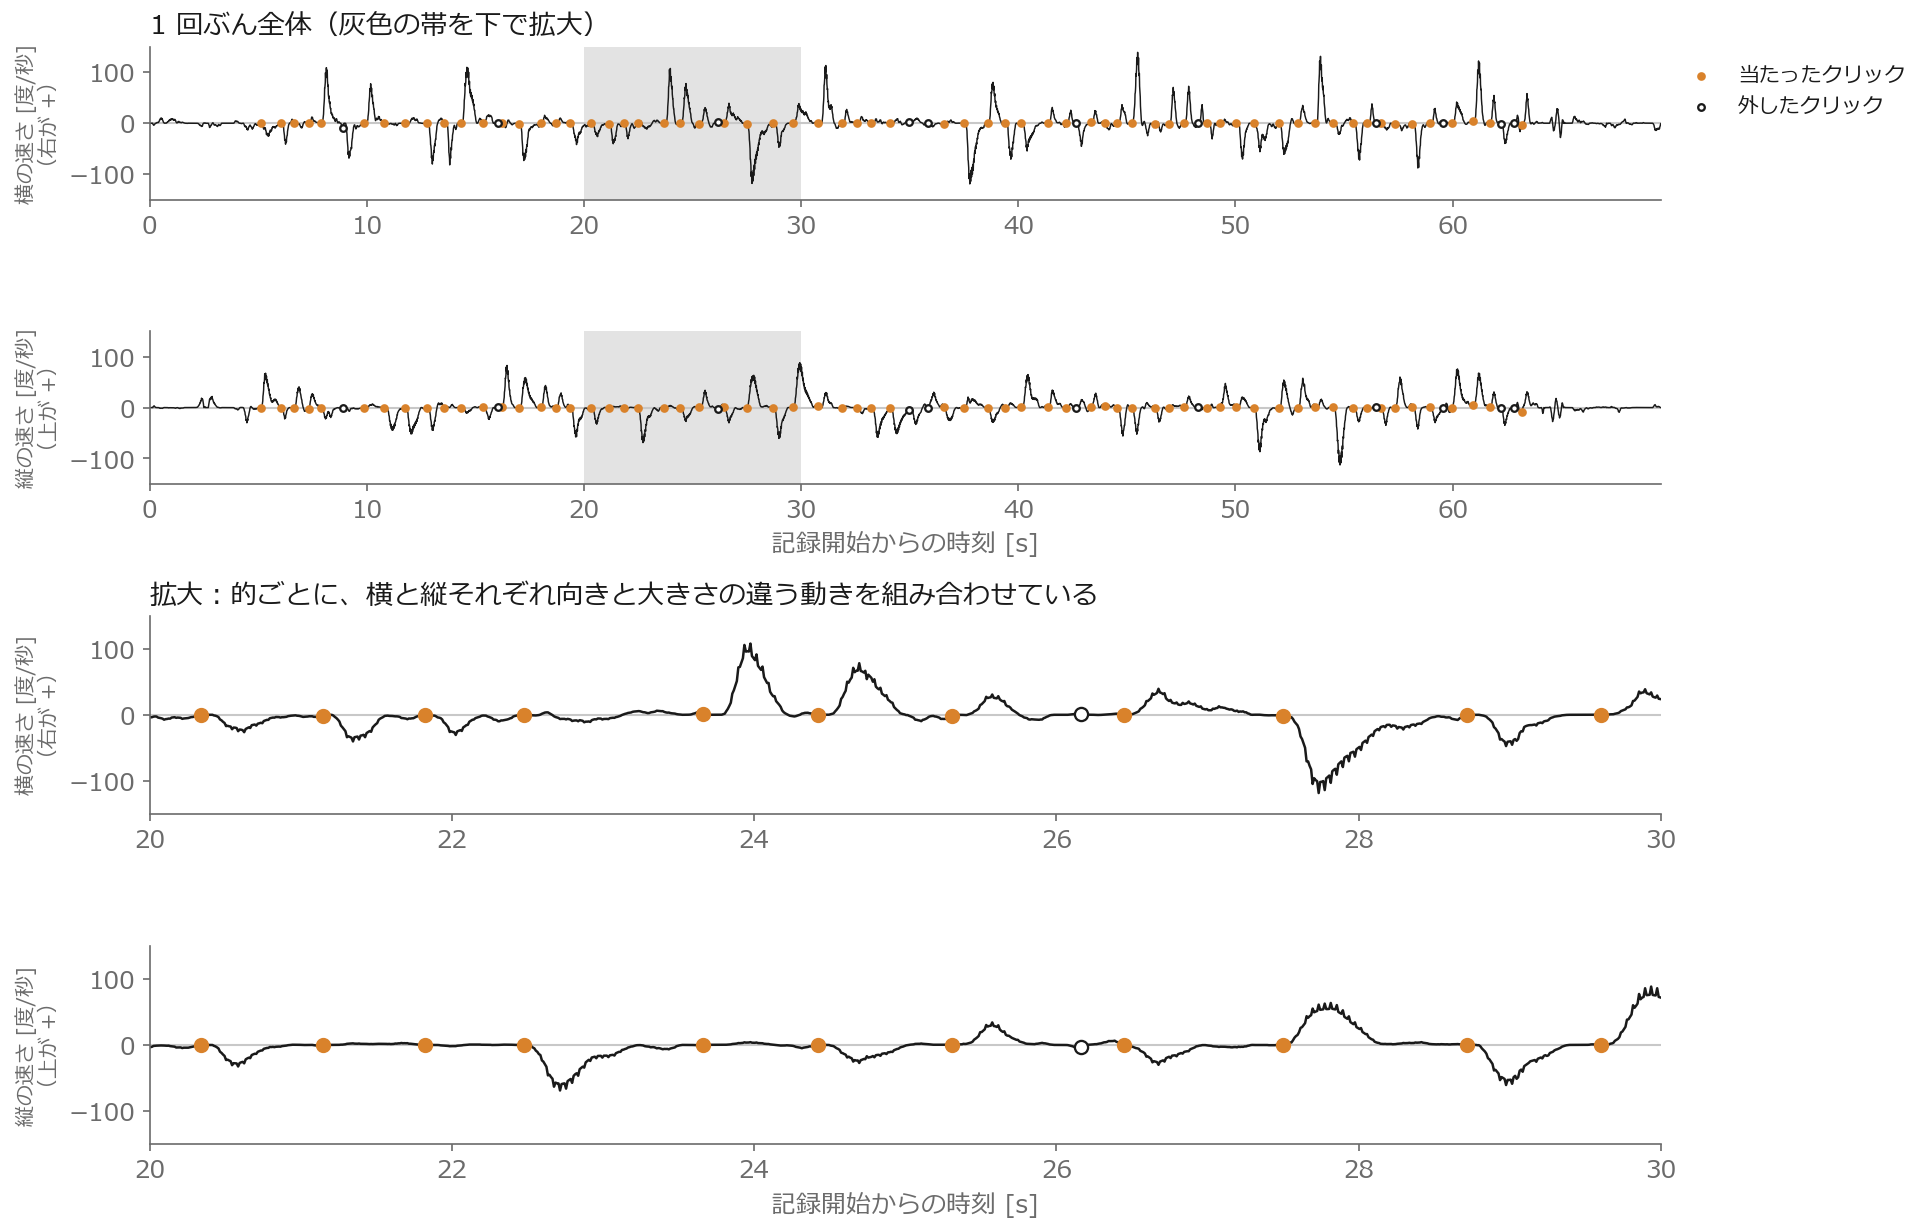 1 回ぶん全体（灰色の帯を下で拡大）
横の速さ [度/秒]
（右が +）
100
0
−100
0 10 20 30 40 50 60
当たったクリック
外したクリック
縦の速さ [度/秒]
（上が +）
100
0
−100
0 10 20 30 40 50 60
記録開始からの時刻 [s]
拡大：的ごとに、横と縦それぞれ向きと大きさの違う動きを組み合わせている
横の速さ [度/秒]
（右が +）
100
0
−100
20 22 24 26 28 30
縦の速さ [度/秒]
（上が +）
100
0
−100
20 22 24 26 28 30
記録開始からの時刻 [s]